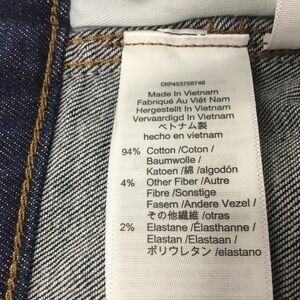 CKP453758746
Made In Vietnam
Fabriqué Au Viêt Nam
Hergestellt In Vietnam
Vervaardigd In Vietnam
ベトナム製
hecho en vietnam
94% Cotton /Coton /
Baumwolle /
Katoen /綿 /algodón
4% Other Fiber /Autre
Fibre /Sonstige
Fasern /Andere Vezel /
その他繊維 /otras
2% Elastane /Élasthanne /
Elastan /Elastaan /
ポリウレタン /elastano